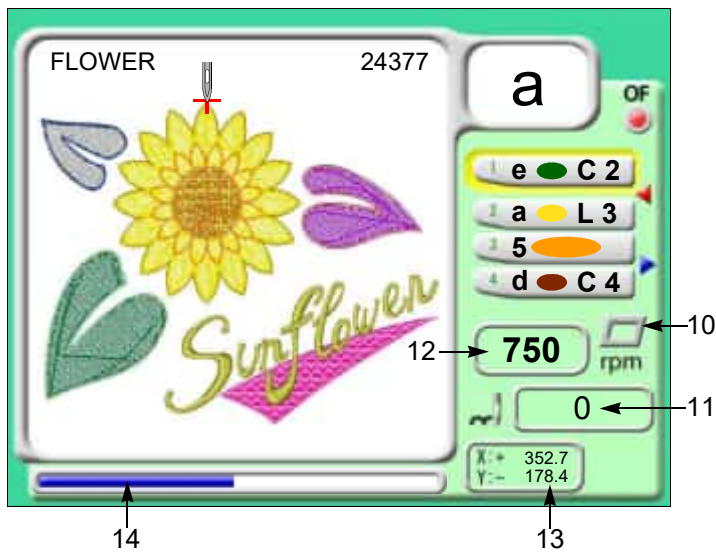 FLOWER 24377
a
OF
1 e C 2
2 a L 3
3 5
4 d C 4
10
12 750 rpm
0 11
X:+ 352.7
Y:- 178.4
Sunflower
14 13